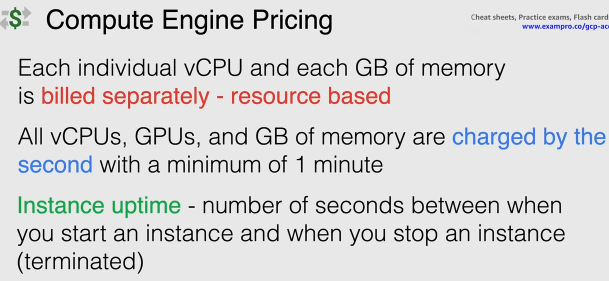 $ Compute Engine Pricing
Cheat sheets, Practice exams, Flash card
www.exampro.co/gcp-ac
Each individual vCPU and each GB of memory
is billed separately - resource based
All vCPUs, GPUs, and GB of memory are charged by the
second with a minimum of 1 minute
Instance uptime - number of seconds between when
you start an instance and when you stop an instance
(terminated)